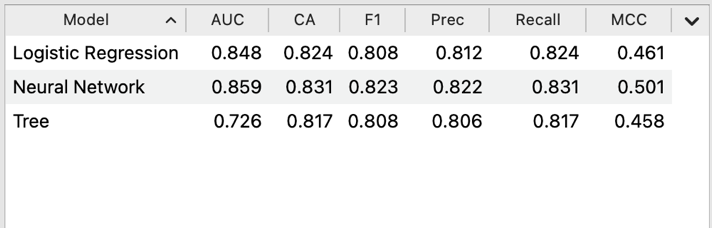 Model AUC CA F1 Prec Recall MCC
Logistic Regression 0.848 0.824 0.808 0.812 0.824 0.461
Neural Network 0.859 0.831 0.823 0.822 0.831 0.501
Tree 0.726 0.817 0.808 0.806 0.817 0.458